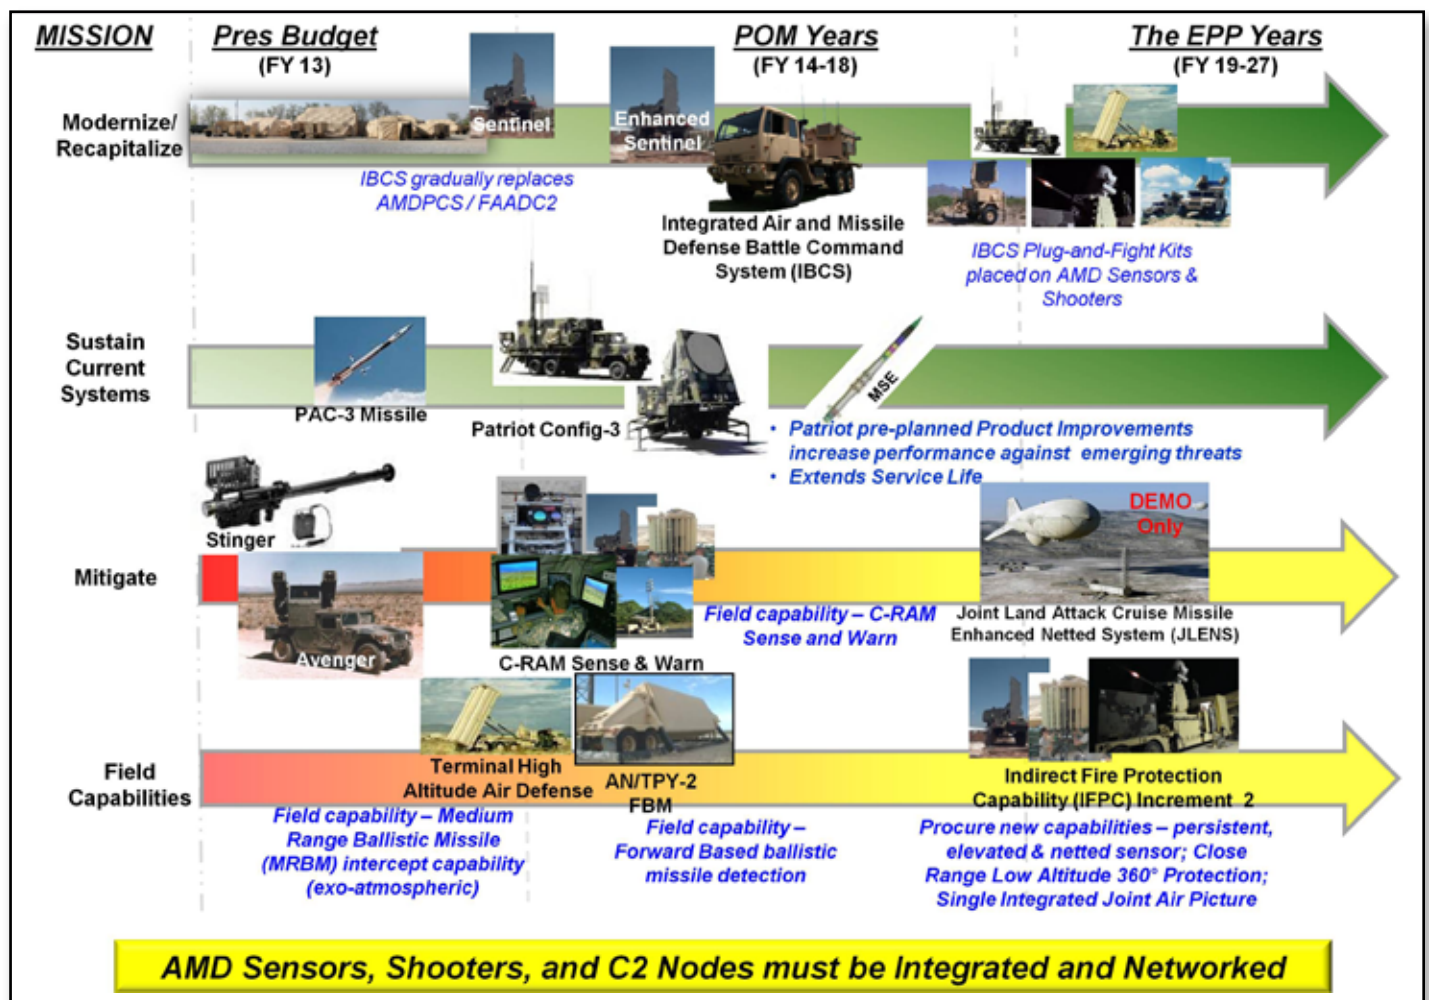 MISSION
Pres Budget
(FY 13)
POM Years
(FY 14-18)
The EPP Years
(FY 19-27)
Modernize/
Recapitalize
Sentinel
Enhanced
Sentinel
IBCS gradually replaces
AMDPCS / FAADC2
Integrated Air and Missile
Defense Battle Command
System (IBCS)
IBCS Plug-and-Fight Kits
placed on AMD Sensors &
Shooters
Sustain
Current
Systems
PAC-3 Missile
Patriot Config-3
MSE
• Patriot pre-planned Product Improvements
increase performance against emerging threats
• Extends Service Life
Mitigate
Stinger
Avenger
C-RAM Sense & Warn
Field capability – C-RAM
Sense and Warn
DEMO
Only
Joint Land Attack Cruise Missile
Enhanced Netted System (JLENS)
Field
Capabilities
Terminal High
Altitude Air Defense
Field capability – Medium
Range Ballistic Missile
(MRBM) intercept capability
(exo-atmospheric)
AN/TPY-2
FBM
Field capability –
Forward Based ballistic
missile detection
Indirect Fire Protection
Capability (IFPC) Increment 2
Procure new capabilities – persistent,
elevated & netted sensor; Close
Range Low Altitude 360° Protection;
Single Integrated Joint Air Picture
AMD Sensors, Shooters, and C2 Nodes must be Integrated and Networked